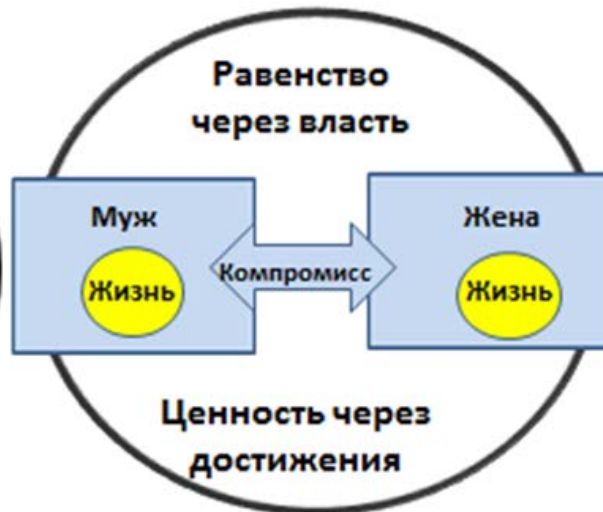 Равенство
через власть
Муж
Жена
Жизнь
Компромисс
Жизнь
Ценность через
достижения